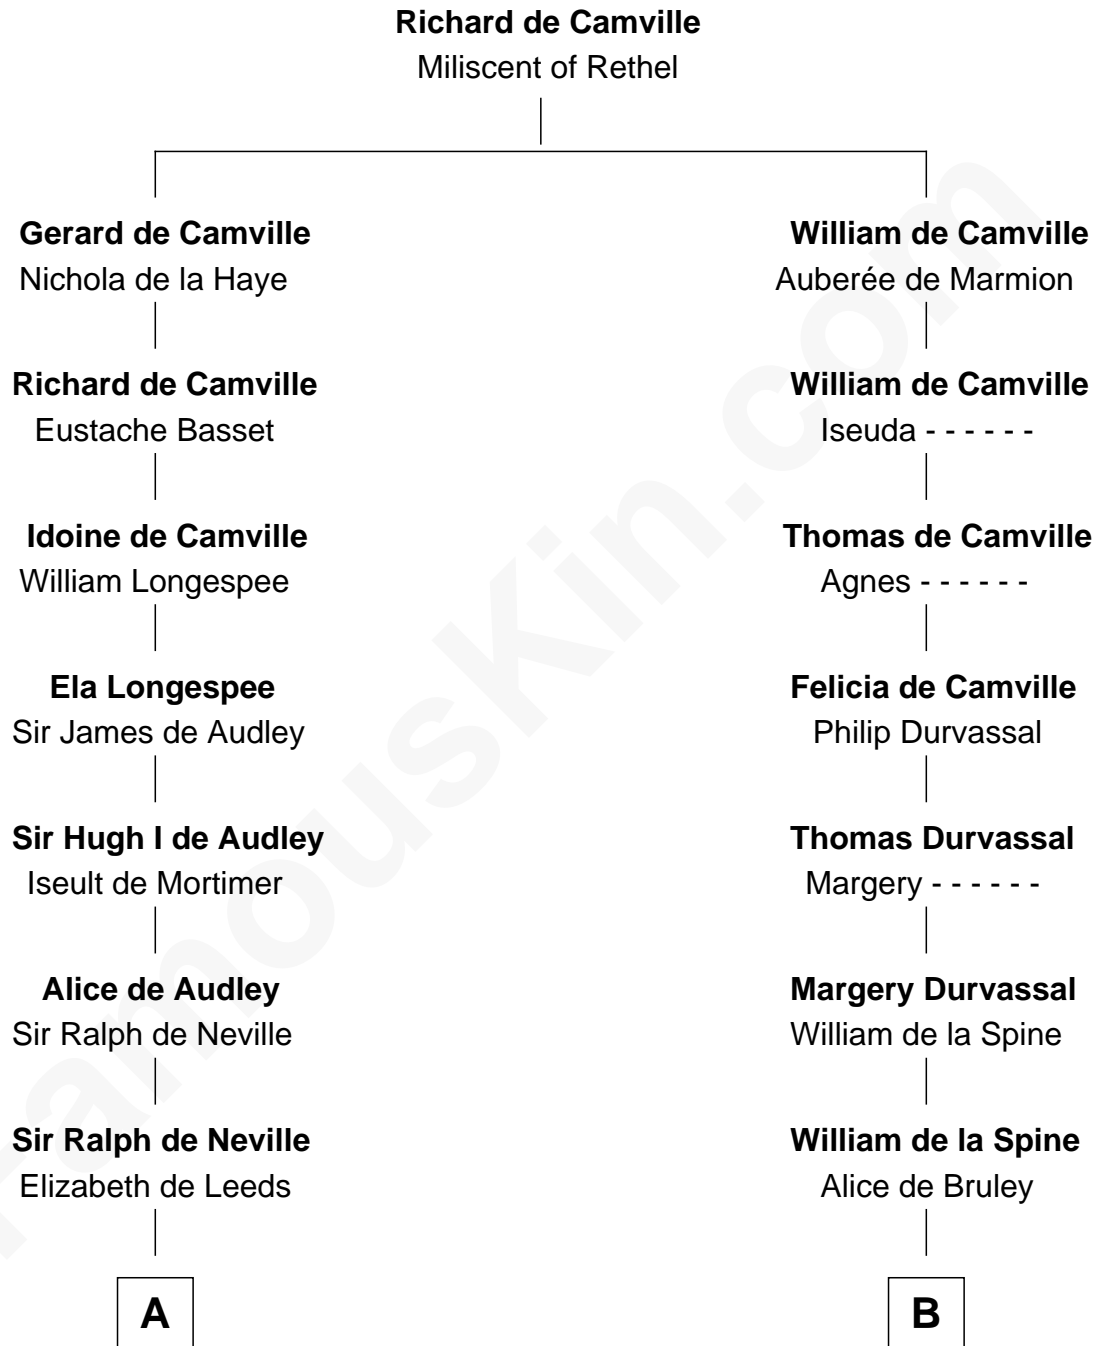 Richard de Camville
Miliscent of Rethel
Gerard de Camville
Nichola de la Haye
William de Camville
Auberée de Marmion
Richard de Camville
Eustache Basset
William de Camville
Iseuda - - - - - -
Idoine de Camville
William Longespee
Thomas de Camville
Agnes - - - - - -
Ela Longespee
Sir James de Audley
Felicia de Camville
Philip Durvassal
Sir Hugh I de Audley
Iseult de Mortimer
Thomas Durvassal
Margery - - - - - -
Alice de Audley
Sir Ralph de Neville
Margery Durvassal
William de la Spine
Sir Ralph de Neville
Elizabeth de Leeds
William de la Spine
Alice de Bruley
A
B
FamousKin.com